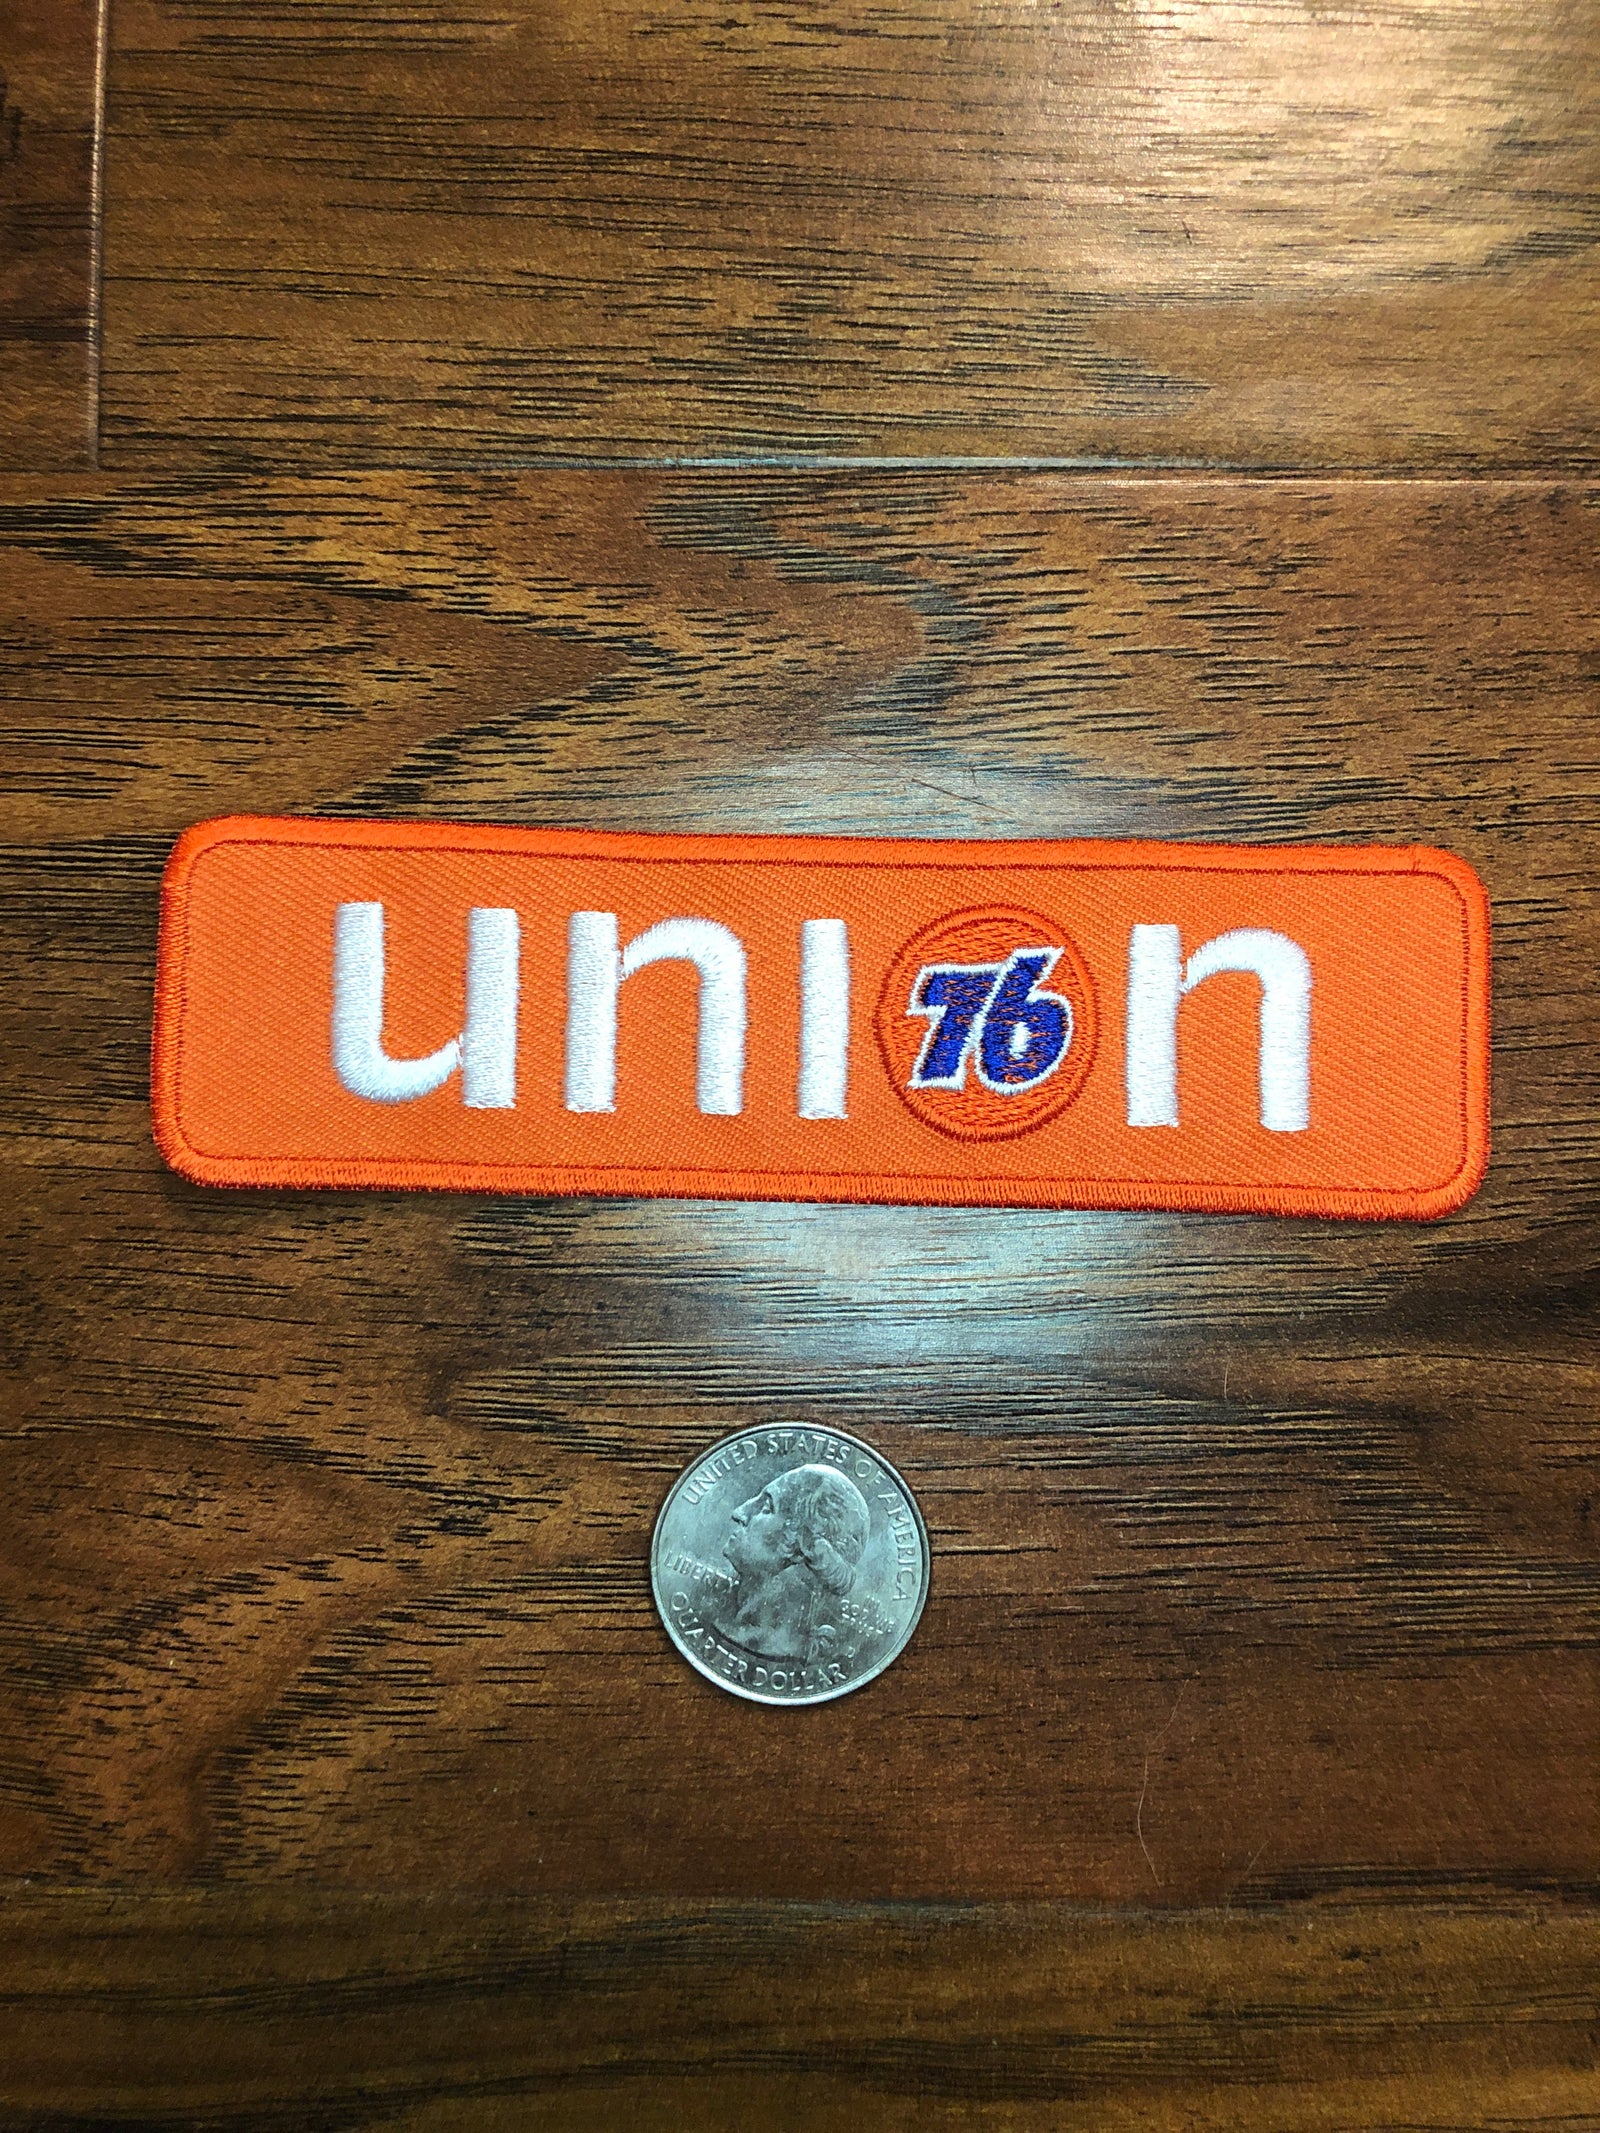 uni76n
UNITED STATES OF AMERICA
LIBERTY
QUARTER DOLLAR